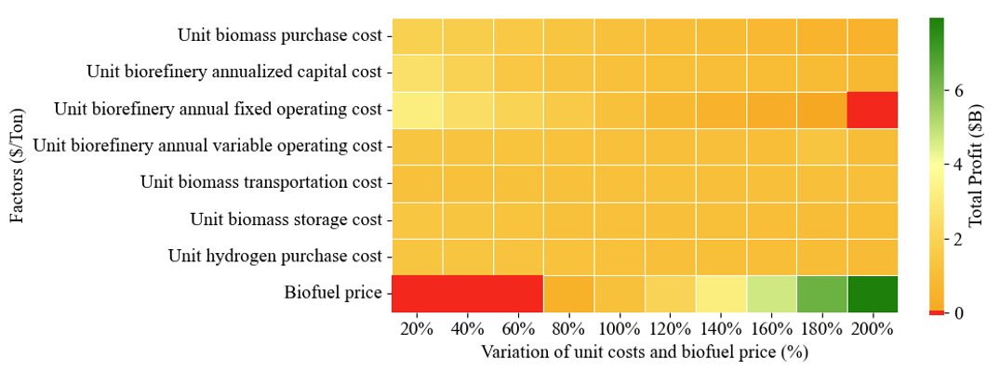 Factors ($/Ton)
Unit biomass purchase cost
Unit biorefinery annualized capital cost
Unit biorefinery annual fixed operating cost
Unit biorefinery annual variable operating cost
Unit biomass transportation cost
Unit biomass storage cost
Unit hydrogen purchase cost
Biofuel price
20% 40% 60% 80% 100% 120% 140% 160% 180% 200%
Variation of unit costs and biofuel price (%)
6
4
2
0
Total Profit ($B)